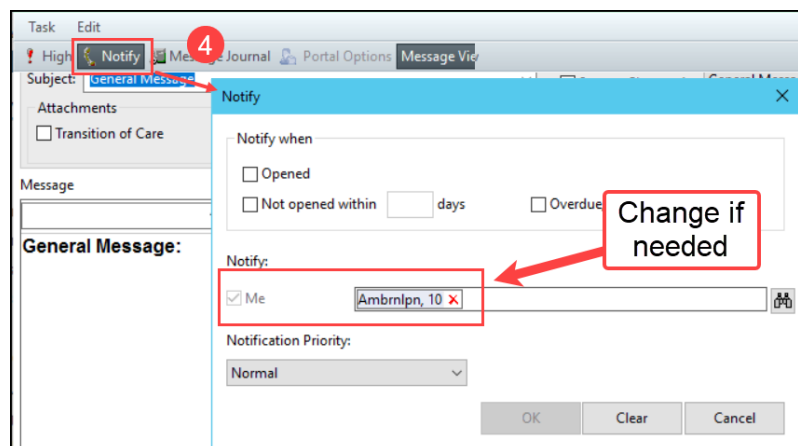 Task Edit
High Notify Message Journal Portal Options Message Vie
4
Subject: General Message
Notify
Attachments
Transition of Care
Notify when
Opened
Not opened within days Overdue
Message
Change if
needed
General Message:
Notify:
Me Ambrnlpn, 10
Notification Priority:
Normal
OK Clear Cancel